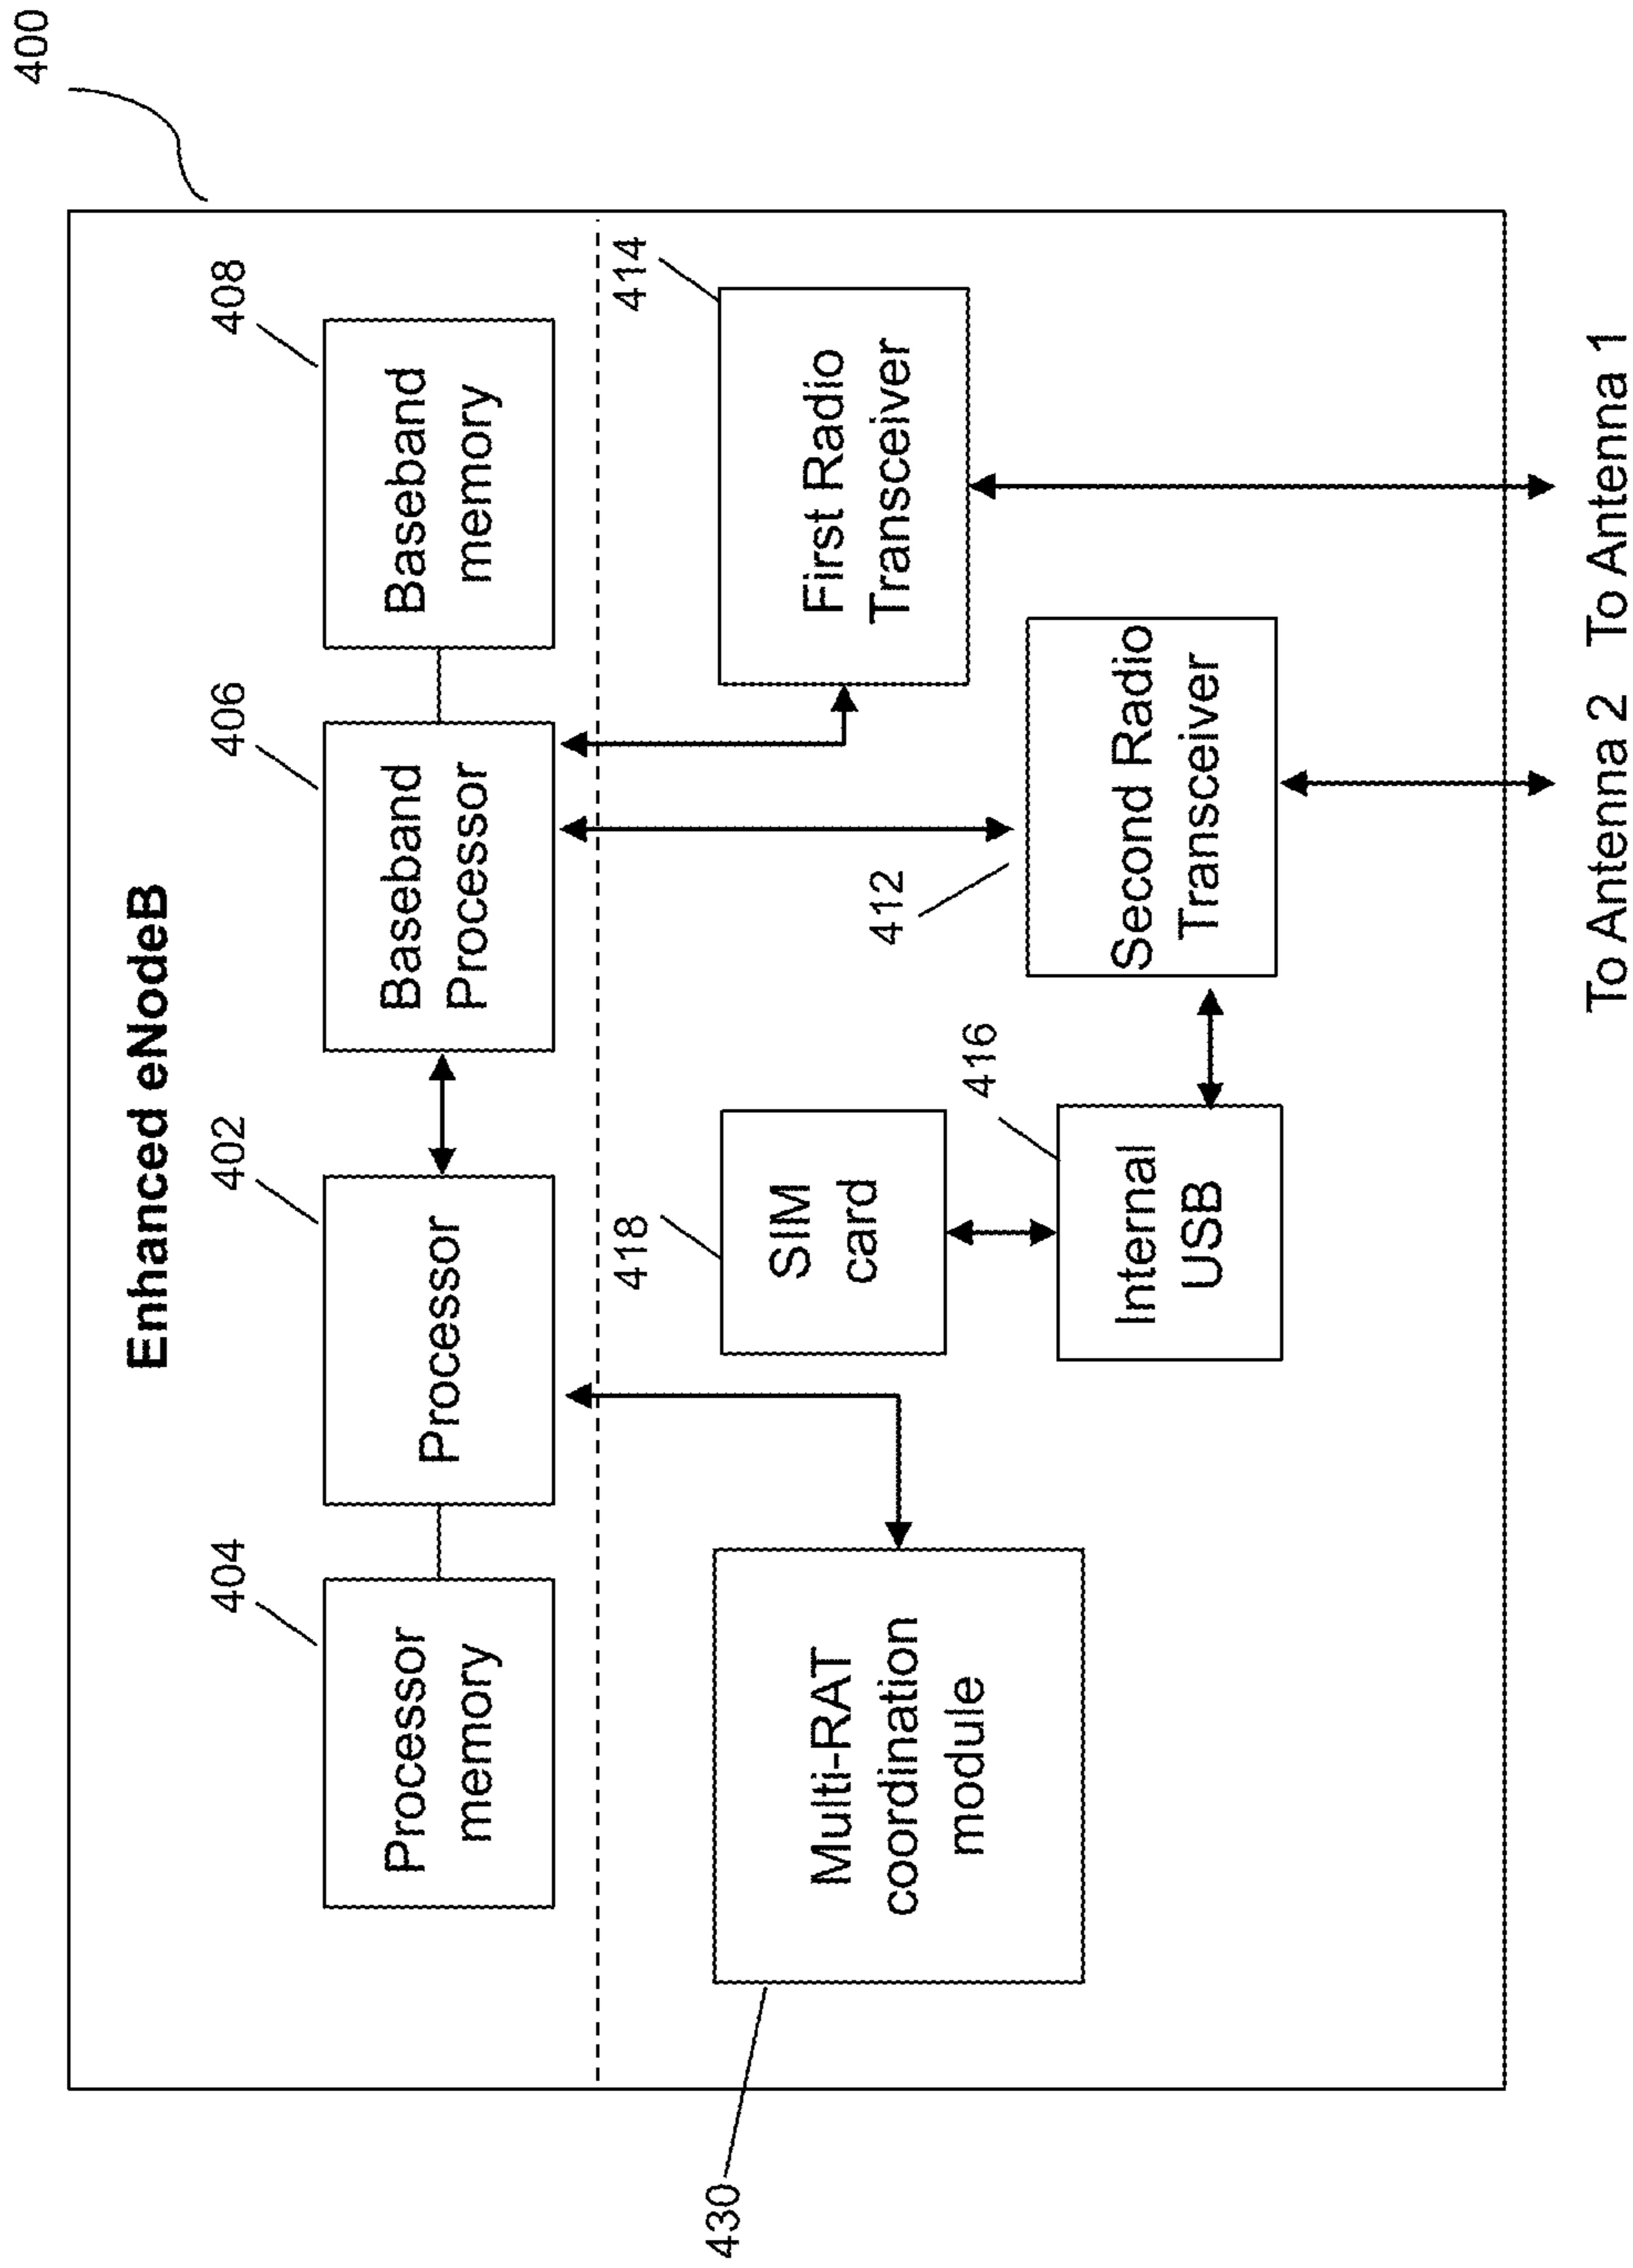 400
Enhanced eNodeB
404
402
406
408
Processor
memory
Processor
Baseband
Processor
Baseband
memory
430
418
412
414
Multi-RAT
coordination
module
SIM
card
First Radio
Transceiver
416
Internal
USB
Second Radio
Transceiver
To Antenna 2
To Antenna 1